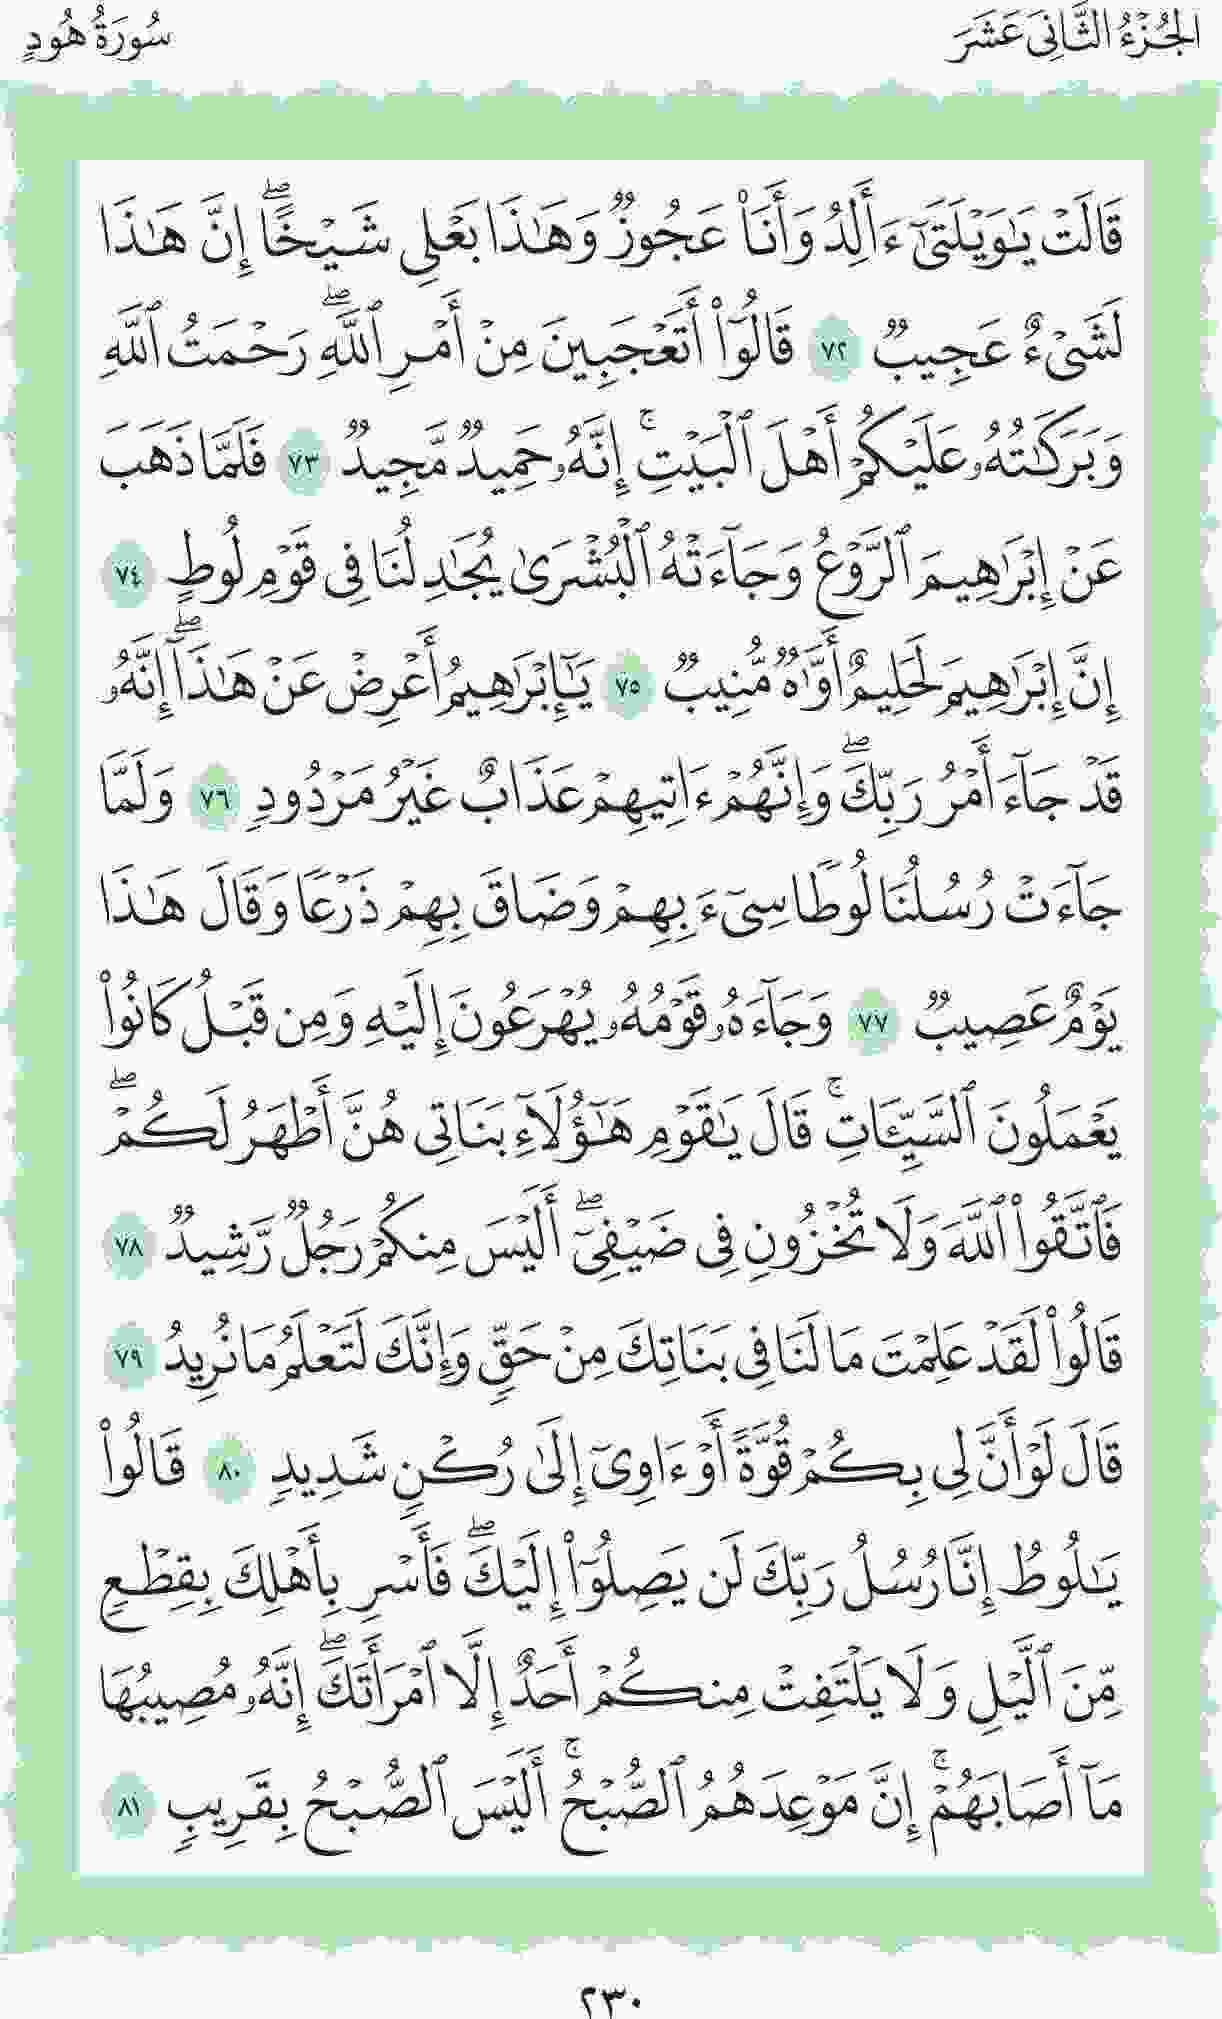 الجُزْءُ الثَّانِىَ عَشَرَ
سُورَةُ هُودٍ
قَالَتْ يَٰوَيْلَتَىٰٓ ءَأَلِدُ وَأَنَا۠ عَجُوزٌ وَهَٰذَا بَعْلِى شَيْخًا ۖ إِنَّ هَٰذَا
لَشَىْءٌ عَجِيبٌ ٧٢ قَالُوٓا۟ أَتَعْجَبِينَ مِنْ أَمْرِ ٱللَّهِ ۖ رَحْمَتُ ٱللَّهِ
وَبَرَكَٰتُهُۥ عَلَيْكُمْ أَهْلَ ٱلْبَيْتِ ۚ إِنَّهُۥ حَمِيدٌ مَّجِيدٌ ٧٣ فَلَمَّا ذَهَبَ
عَنْ إِبْرَٰهِيمَ ٱلرَّوْعُ وَجَآءَتْهُ ٱلْبُشْرَىٰ يُجَٰدِلُنَا فِى قَوْمِ لُوطٍ ٧٤
إِنَّ إِبْرَٰهِيمَ لَحَلِيمٌ أَوَّٰهٌ مُّنِيبٌ ٧٥ يَٰٓإِبْرَٰهِيمُ أَعْرِضْ عَنْ هَٰذَآ ۖ إِنَّهُۥ
قَدْ جَآءَ أَمْرُ رَبِّكَ ۖ وَإِنَّهُمْ ءَاتِيهِمْ عَذَابٌ غَيْرُ مَرْدُودٍ ٧٦ وَلَمَّا
جَآءَتْ رُسُلُنَا لُوطًا سِىٓءَ بِهِمْ وَضَاقَ بِهِمْ ذَرْعًا وَقَالَ هَٰذَا
يَوْمٌ عَصِيبٌ ٧٧ وَجَآءَهُۥ قَوْمُهُۥ يُهْرَعُونَ إِلَيْهِ وَمِن قَبْلُ كَانُوا۟
يَعْمَلُونَ ٱلسَّيِّـَٔاتِ ۚ قَالَ يَٰقَوْمِ هَٰٓؤُلَآءِ بَنَاتِى هُنَّ أَطْهَرُ لَكُمْ ۖ
فَٱتَّقُوا۟ ٱللَّهَ وَلَا تُخْزُونِ فِى ضَيْفِىٓ ۖ أَلَيْسَ مِنكُمْ رَجُلٌ رَّشِيدٌ ٧٨
قَالُوا۟ لَقَدْ عَلِمْتَ مَا لَنَا فِى بَنَاتِكَ مِنْ حَقٍّ وَإِنَّكَ لَتَعْلَمُ مَا نُرِيدُ ٧٩
قَالَ لَوْ أَنَّ لِى بِكُمْ قُوَّةً أَوْ ءَاوِىٓ إِلَىٰ رُكْنٍ شَدِيدٍ ٨٠ قَالُوا۟
يَٰلُوطُ إِنَّا رُسُلُ رَبِّكَ لَن يَصِلُوٓا۟ إِلَيْكَ ۖ فَأَسْرِ بِأَهْلِكَ بِقِطْعٍ
مِّنَ ٱلَّيْلِ وَلَا يَلْتَفِتْ مِنكُمْ أَحَدٌ إِلَّا ٱمْرَأَتَكَ ۖ إِنَّهُۥ مُصِيبُهَا
مَآ أَصَابَهُمْ ۚ إِنَّ مَوْعِدَهُمُ ٱلصُّبْحُ ۚ أَلَيْسَ ٱلصُّبْحُ بِقَرِيبٍ ٨١
٢٣٠